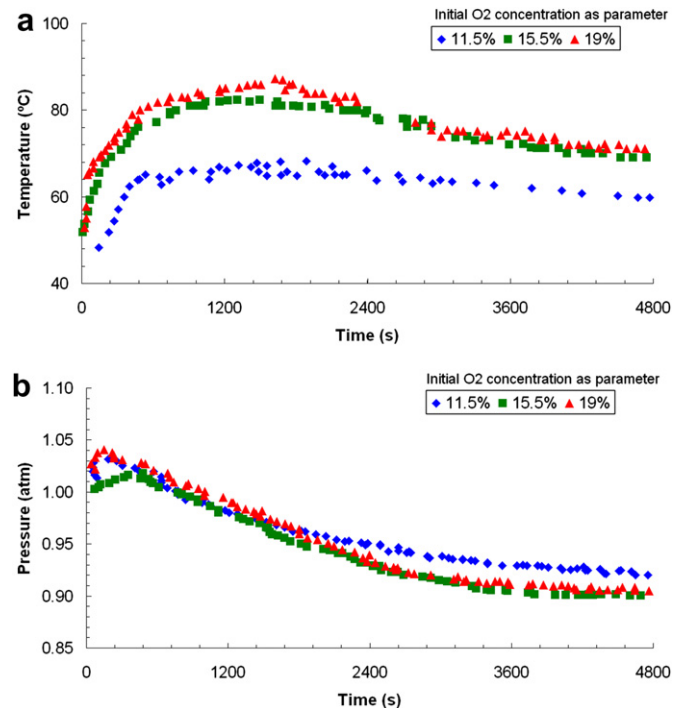 a
Initial O2 concentration as parameter
11.5% 15.5% 19%
100
80
60
40
Temperature (°C)
0 1200 2400 3600 4800
Time (s)
b
Initial O2 concentration as parameter
11.5% 15.5% 19%
1.10
1.05
1.00
0.95
0.90
0.85
Pressure (atm)
0 1200 2400 3600 4800
Time (s)